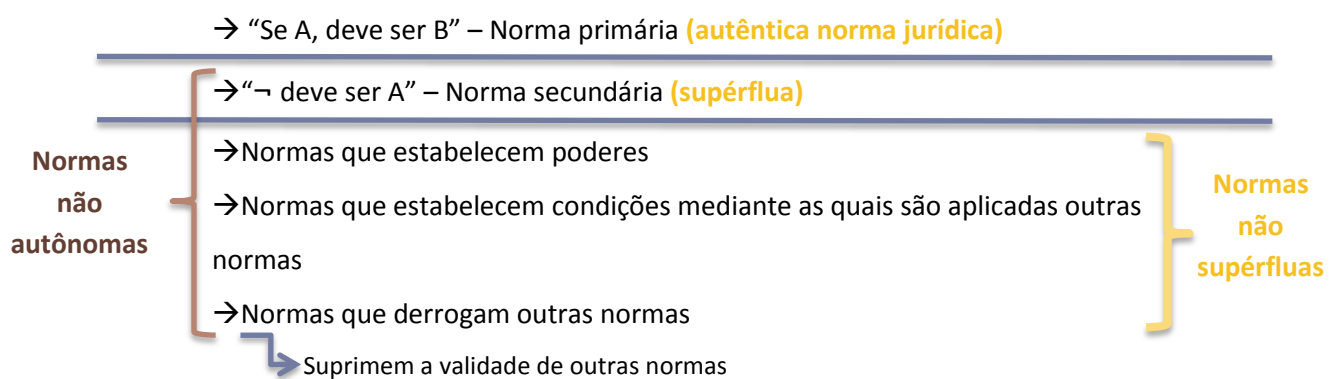 → “Se A, deve ser B” – Norma primária (autêntica norma jurídica)
→“¬ deve ser A” – Norma secundária (supérflua)
→Normas que estabelecem poderes
→Normas que estabelecem condições mediante as quais são aplicadas outras
normas
→Normas que derrogam outras normas
Suprimem a validade de outras normas
Normas
não
autônomas
Normas
não
supérfluas